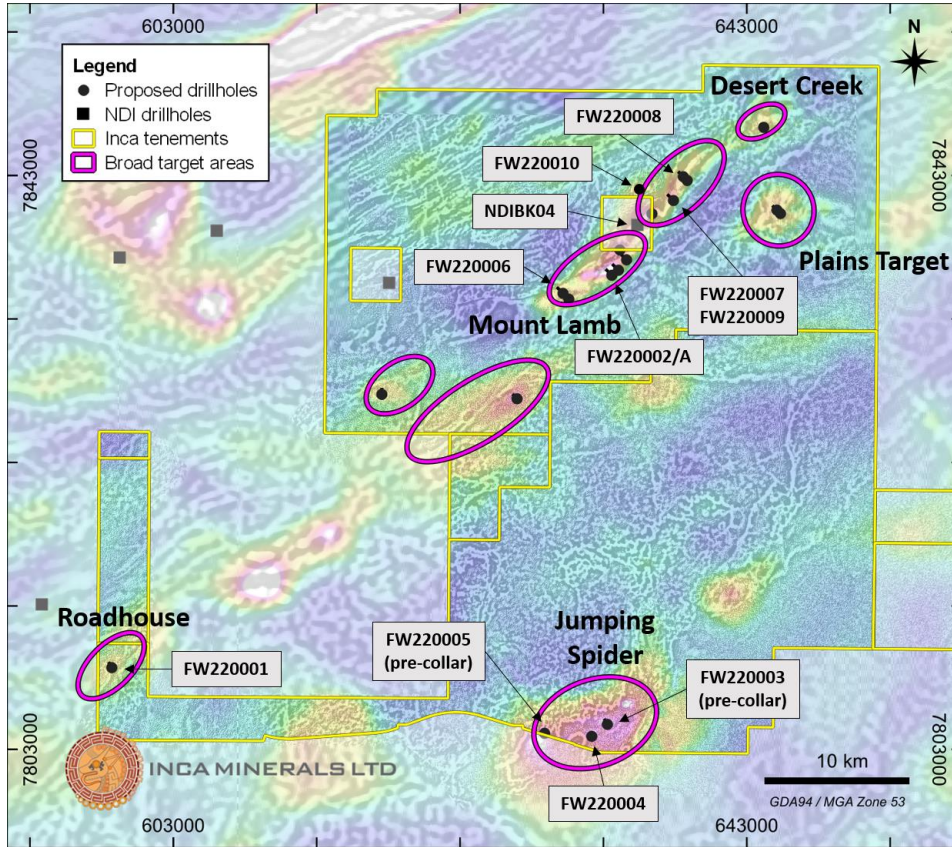 603000
643000
N
Legend
Proposed drillholes
NDI drillholes
Inca tenements
Broad target areas
Desert Creek
FW220008
FW220010
NDIBK04
FW220006
7843000
7843000
Plains Target
FW220007
FW220009
Mount Lamb
FW220002/A
Roadhouse
FW220001
Jumping
Spider
FW220005
(pre-collar)
FW220003
(pre-collar)
FW220004
7803000
7803000
INCA MINERALS LTD
10 km
GDA94 / MGA Zone 53
603000
643000